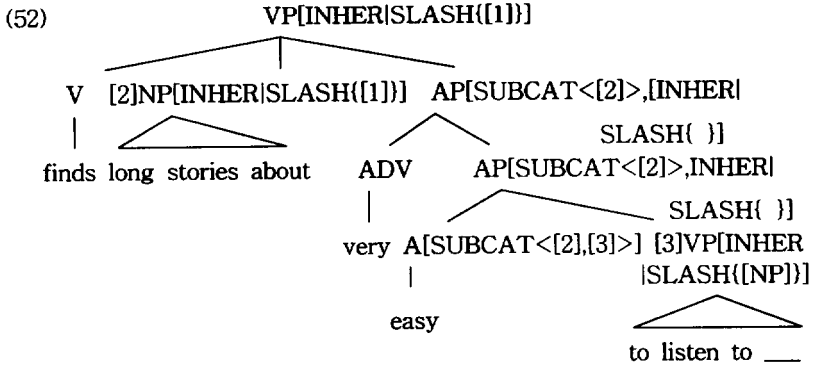 (52) VP[INHER|SLASH{[1]}]
V [2]NP[INHER|SLASH{[1]}] AP[SUBCAT<[2]>,[INHER|
SLASH{ }]
finds long stories about ADV AP[SUBCAT<[2]>,INHER|
SLASH{ }]
very A[SUBCAT<[2],[3]>] [3]VP[INHER
|SLASH{[NP]}]
easy
to listen to ___